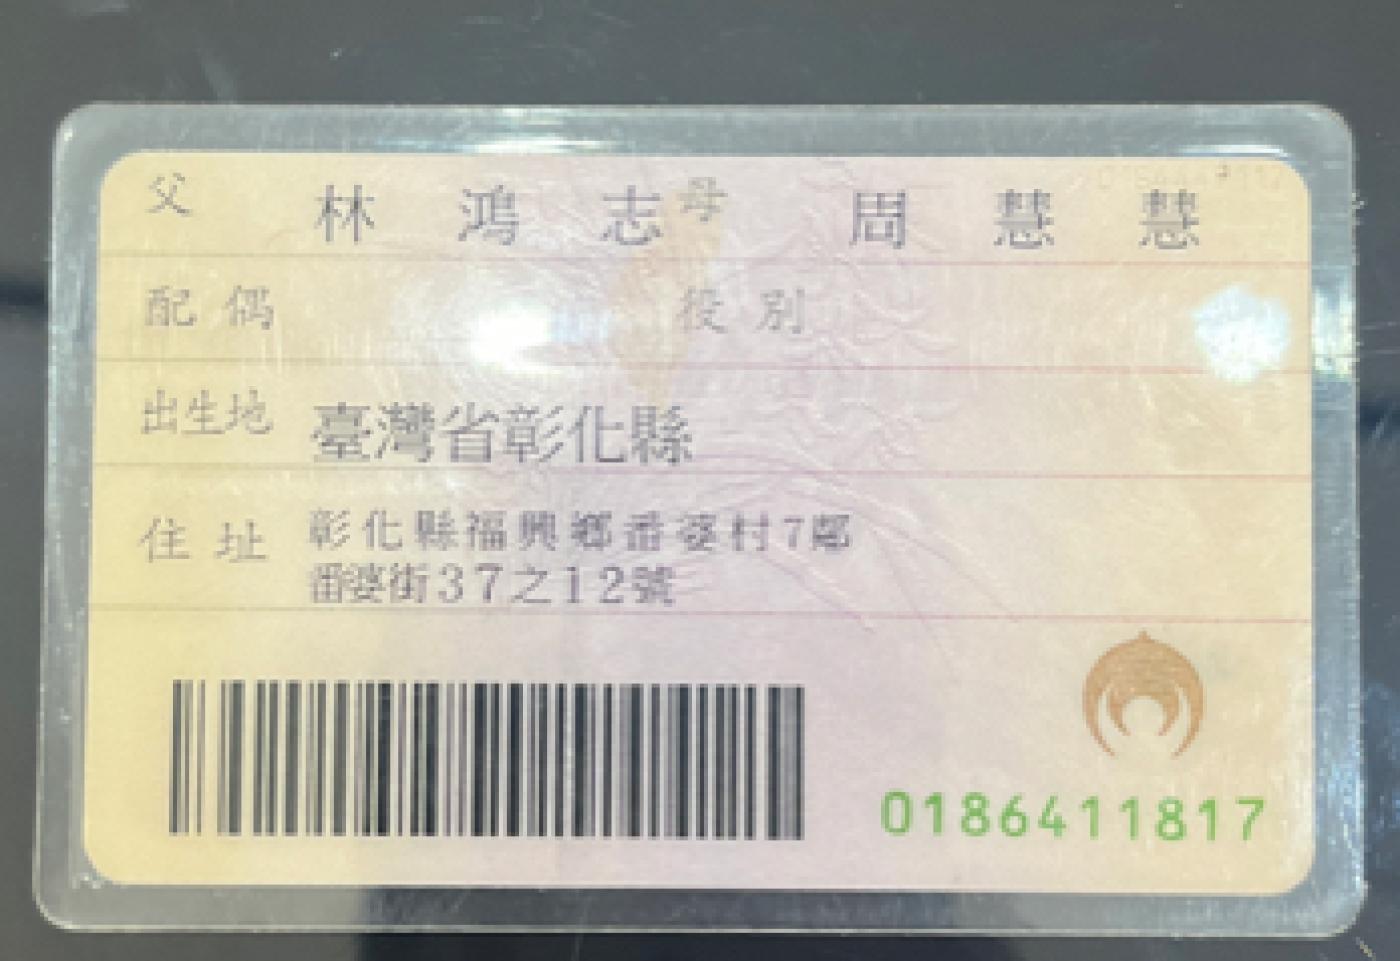 父 林鴻志 母 周慧慧
配偶 役別
出生地 臺灣省彰化縣
住址 彰化縣福興鄉番婆村7鄰
番婆街37之12號
0186411817